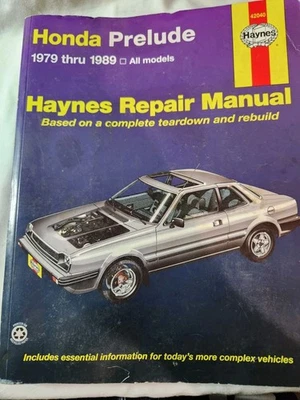 42040
Haynes
Honda Prelude
1979 thru 1989 □ All models
Haynes Repair Manual
Based on a complete teardown and rebuild
Includes essential information for today's more complex vehicles